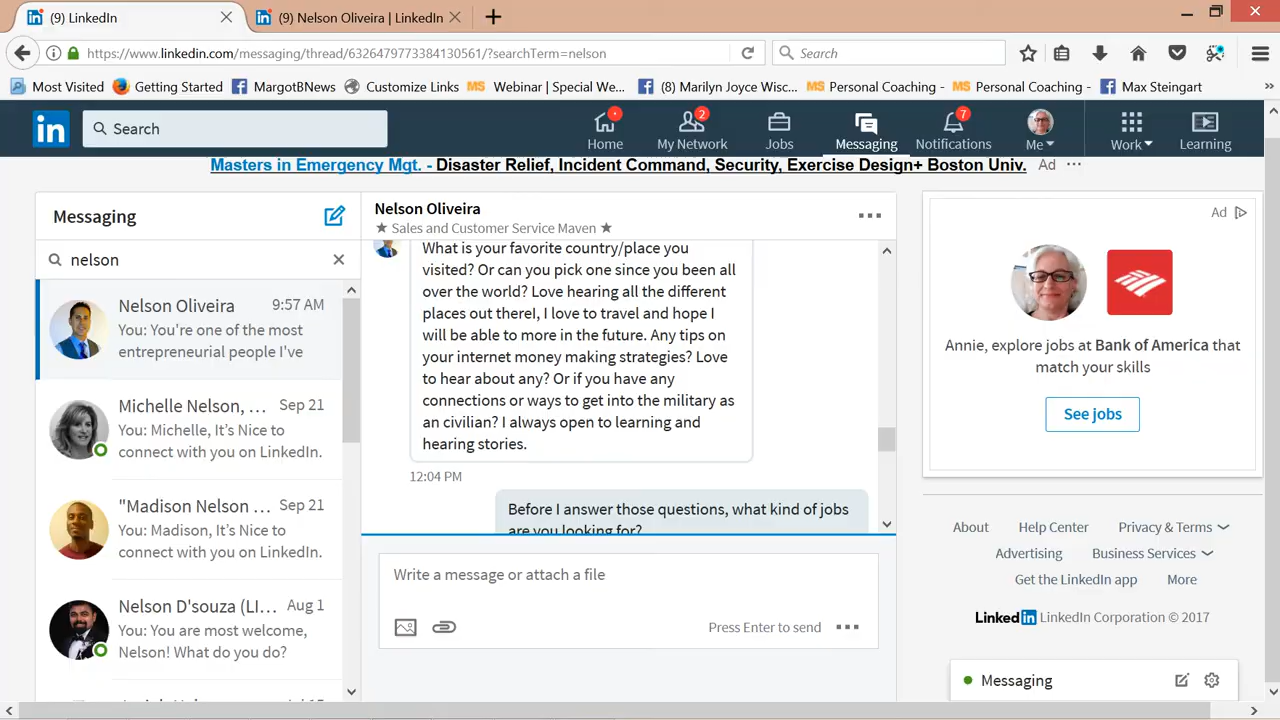 (9) LinkedIn
(9) Nelson Oliveira | LinkedIn
https://www.linkedin.com/messaging/thread/6326479773384130561/?searchTerm=nelson
Search
Most Visited
Getting Started
MargotBNews
Customize Links
Webinar | Special We...
(8) Marilyn Joyce Wisc...
Personal Coaching -
Personal Coaching -
Max Steingart
in
Search
Home
2
My Network
Jobs
Messaging
7
Notifications
Me
Work
Learning
Masters in Emergency Mgt. - Disaster Relief, Incident Command, Security, Exercise Design+ Boston Univ. Ad
Messaging
nelson
Nelson Oliveira 9:57 AM
You: You're one of the most
entrepreneurial people I've
Michelle Nelson, ... Sep 21
You: Michelle, It's Nice to
connect with you on LinkedIn.
"Madison Nelson ... Sep 21
You: Madison, It's Nice to
connect with you on LinkedIn.
Nelson D'souza (LI... Aug 1
You: You are most welcome,
Nelson! What do you do?
Nelson Oliveira
★ Sales and Customer Service Maven ★
What is your favorite country/place you
visited? Or can you pick one since you been all
over the world? Love hearing all the different
places out thereI, I love to travel and hope I
will be able to more in the future. Any tips on
your internet money making strategies? Love
to hear about any? Or if you have any
connections or ways to get into the military as
an civilian? I always open to learning and
hearing stories.
12:04 PM
Before I answer those questions, what kind of jobs
are you looking for?
Write a message or attach a file
Press Enter to send
Ad
Annie, explore jobs at Bank of America that
match your skills
See jobs
About Help Center Privacy & Terms
Advertising Business Services
Get the LinkedIn app More
LinkedIn LinkedIn Corporation © 2017
Messaging